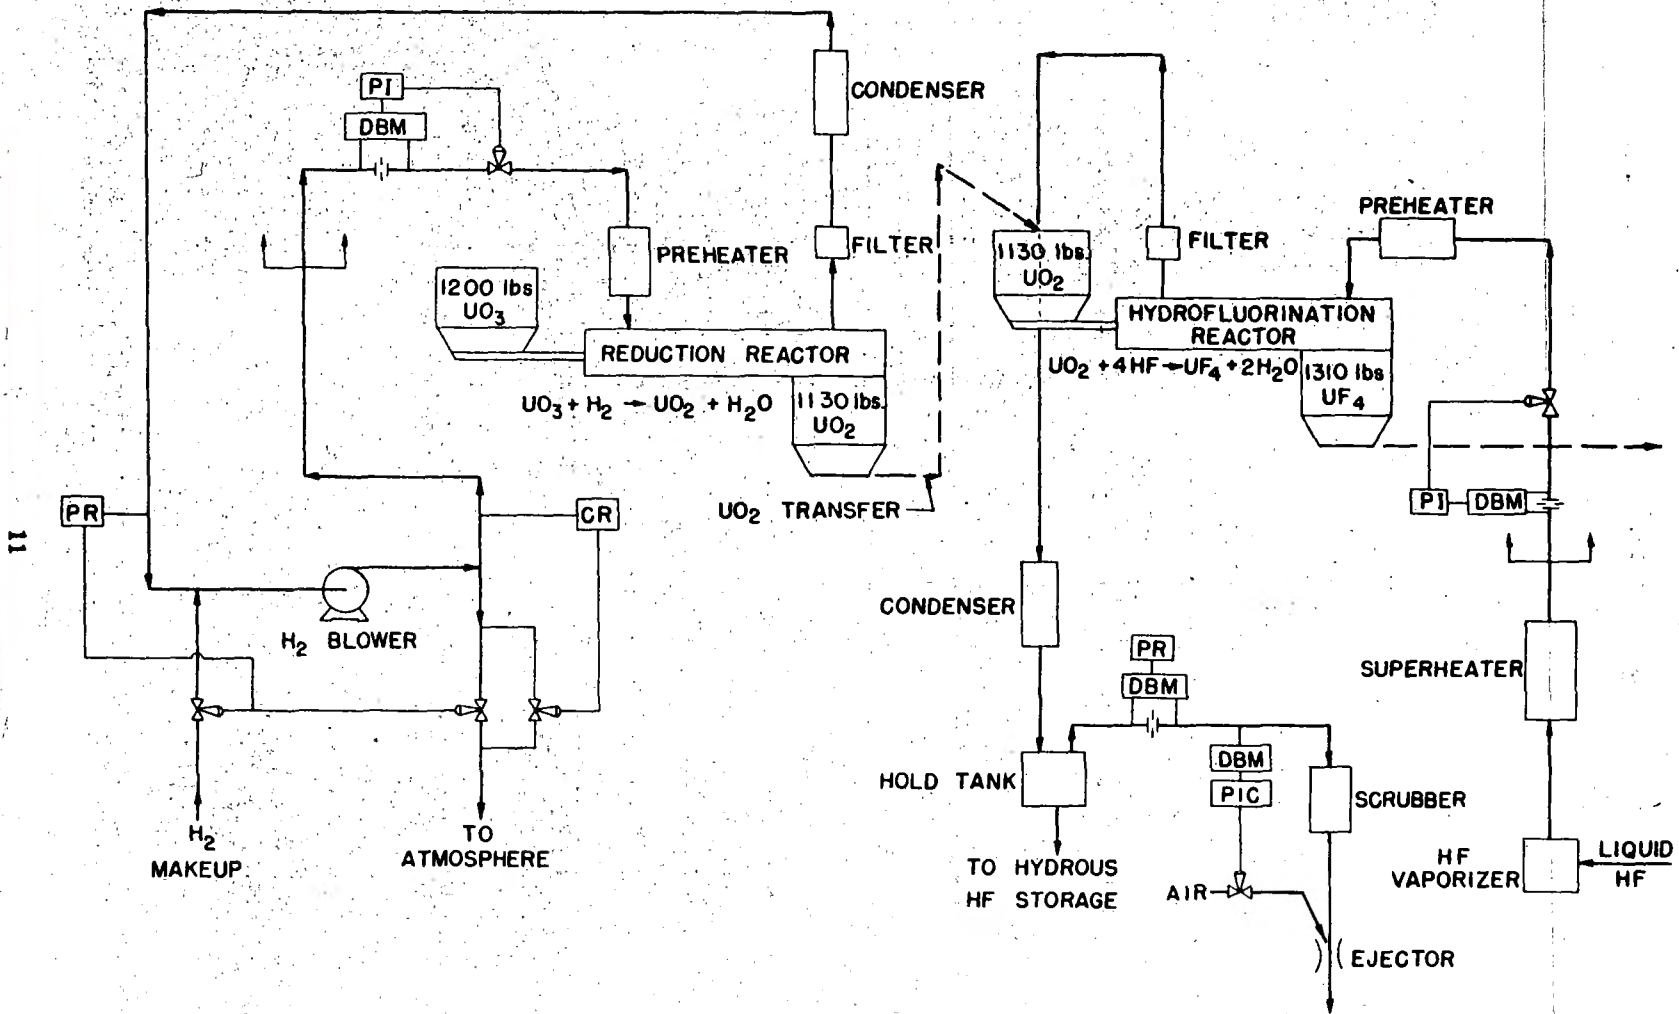 CONDENSER
PI
DBM
PREHEATER
FILTER
1200 lbs
UO3
REDUCTION REACTOR
UO3 + H2 → UO2 + H2O
1130 lbs.
UO2
UO2 TRANSFER
PR
CR
H2 BLOWER
H2
MAKEUP
TO
ATMOSPHERE
11
1130 lbs.
UO2
FILTER
PREHEATER
HYDROFLUORINATION
REACTOR
UO2 + 4HF → UF4 + 2H2O
1310 lbs
UF4
PI
DBM
CONDENSER
SUPERHEATER
PR
DBM
HOLD TANK
DBM
PIC
SCRUBBER
TO HYDROUS
HF STORAGE
AIR
EJECTOR
HF
VAPORIZER
LIQUID
HF